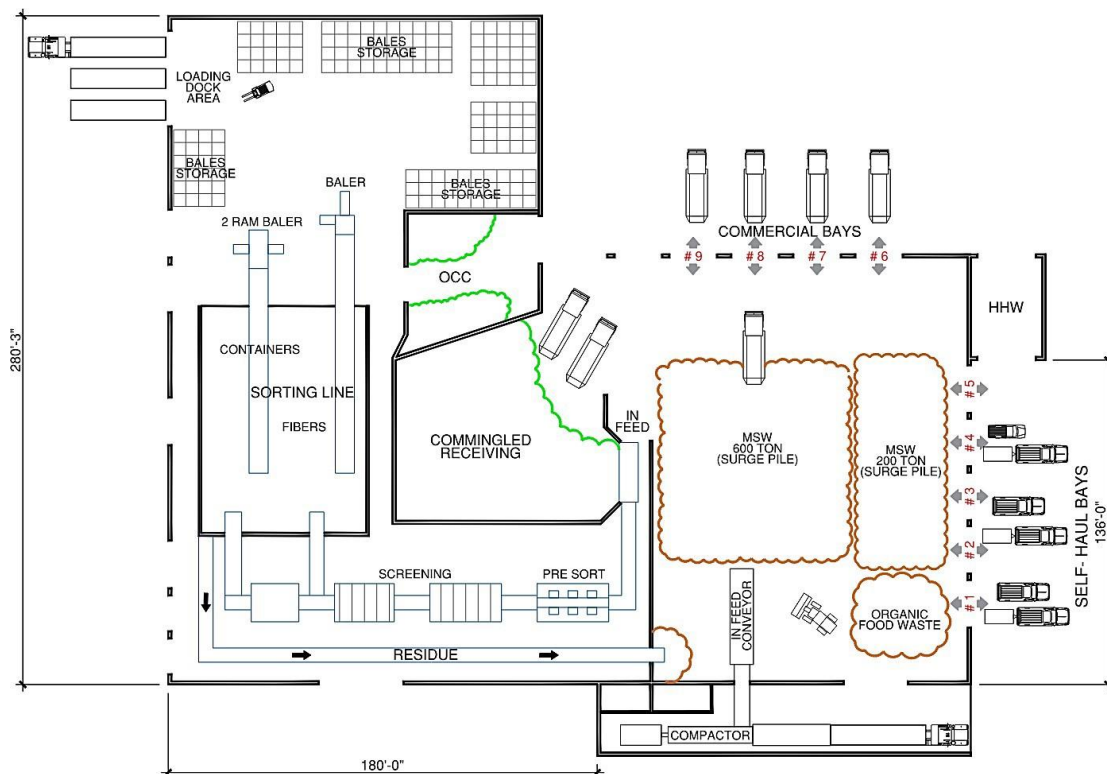 BALES
STORAGE
LOADING
DOCK
AREA
BALES
STORAGE
BALES
STORAGE
BALER
2 RAM BALER
COMMERCIAL BAYS
# 9
# 8
# 7
# 6
OCC
HHW
280'-3"
CONTAINERS
SORTING LINE
FIBERS
COMMINGLED
RECEIVING
IN
FEED
MSW
600 TON
(SURGE PILE)
MSW
200 TON
(SURGE PILE)
# 5
# 4
# 3
# 2
# 1
SELF- HAUL BAYS
136'-0"
SCREENING
PRE SORT
IN FEED
CONVEYOR
ORGANIC
FOOD WASTE
RESIDUE
COMPACTOR
180'-0"